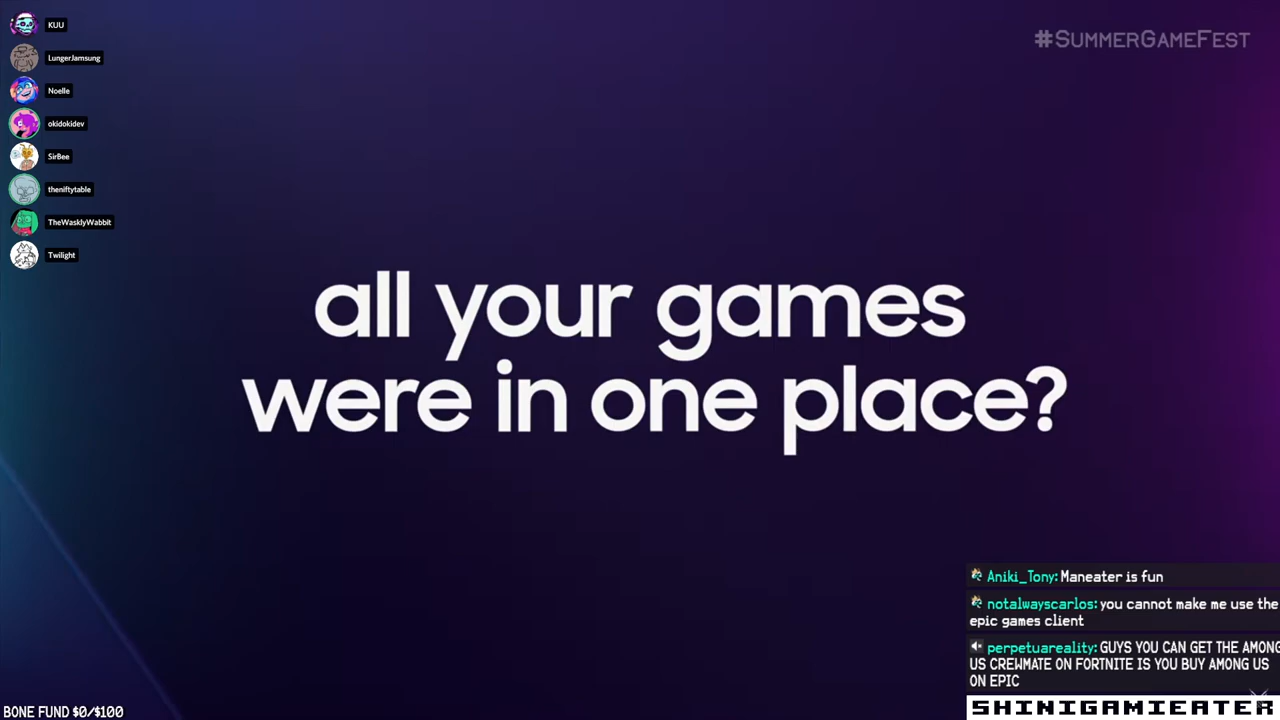 KUU
LungerJamsung
Noelle
okidokidev
SirBee
theniftytable
TheWasklyWabbit
Twilight
#SUMMERGAMEFEST
all your games
were in one place?
Aniki_Tony: Maneater is fun
notalwayscarlos: you cannot make me use the
epic games client
perpetuareality: GUYS YOU CAN GET THE AMONG
US CREWMATE ON FORTNITE IS YOU BUY AMONG US
ON EPIC
BONE FUND $0/$100
SHINIGAMIEATER